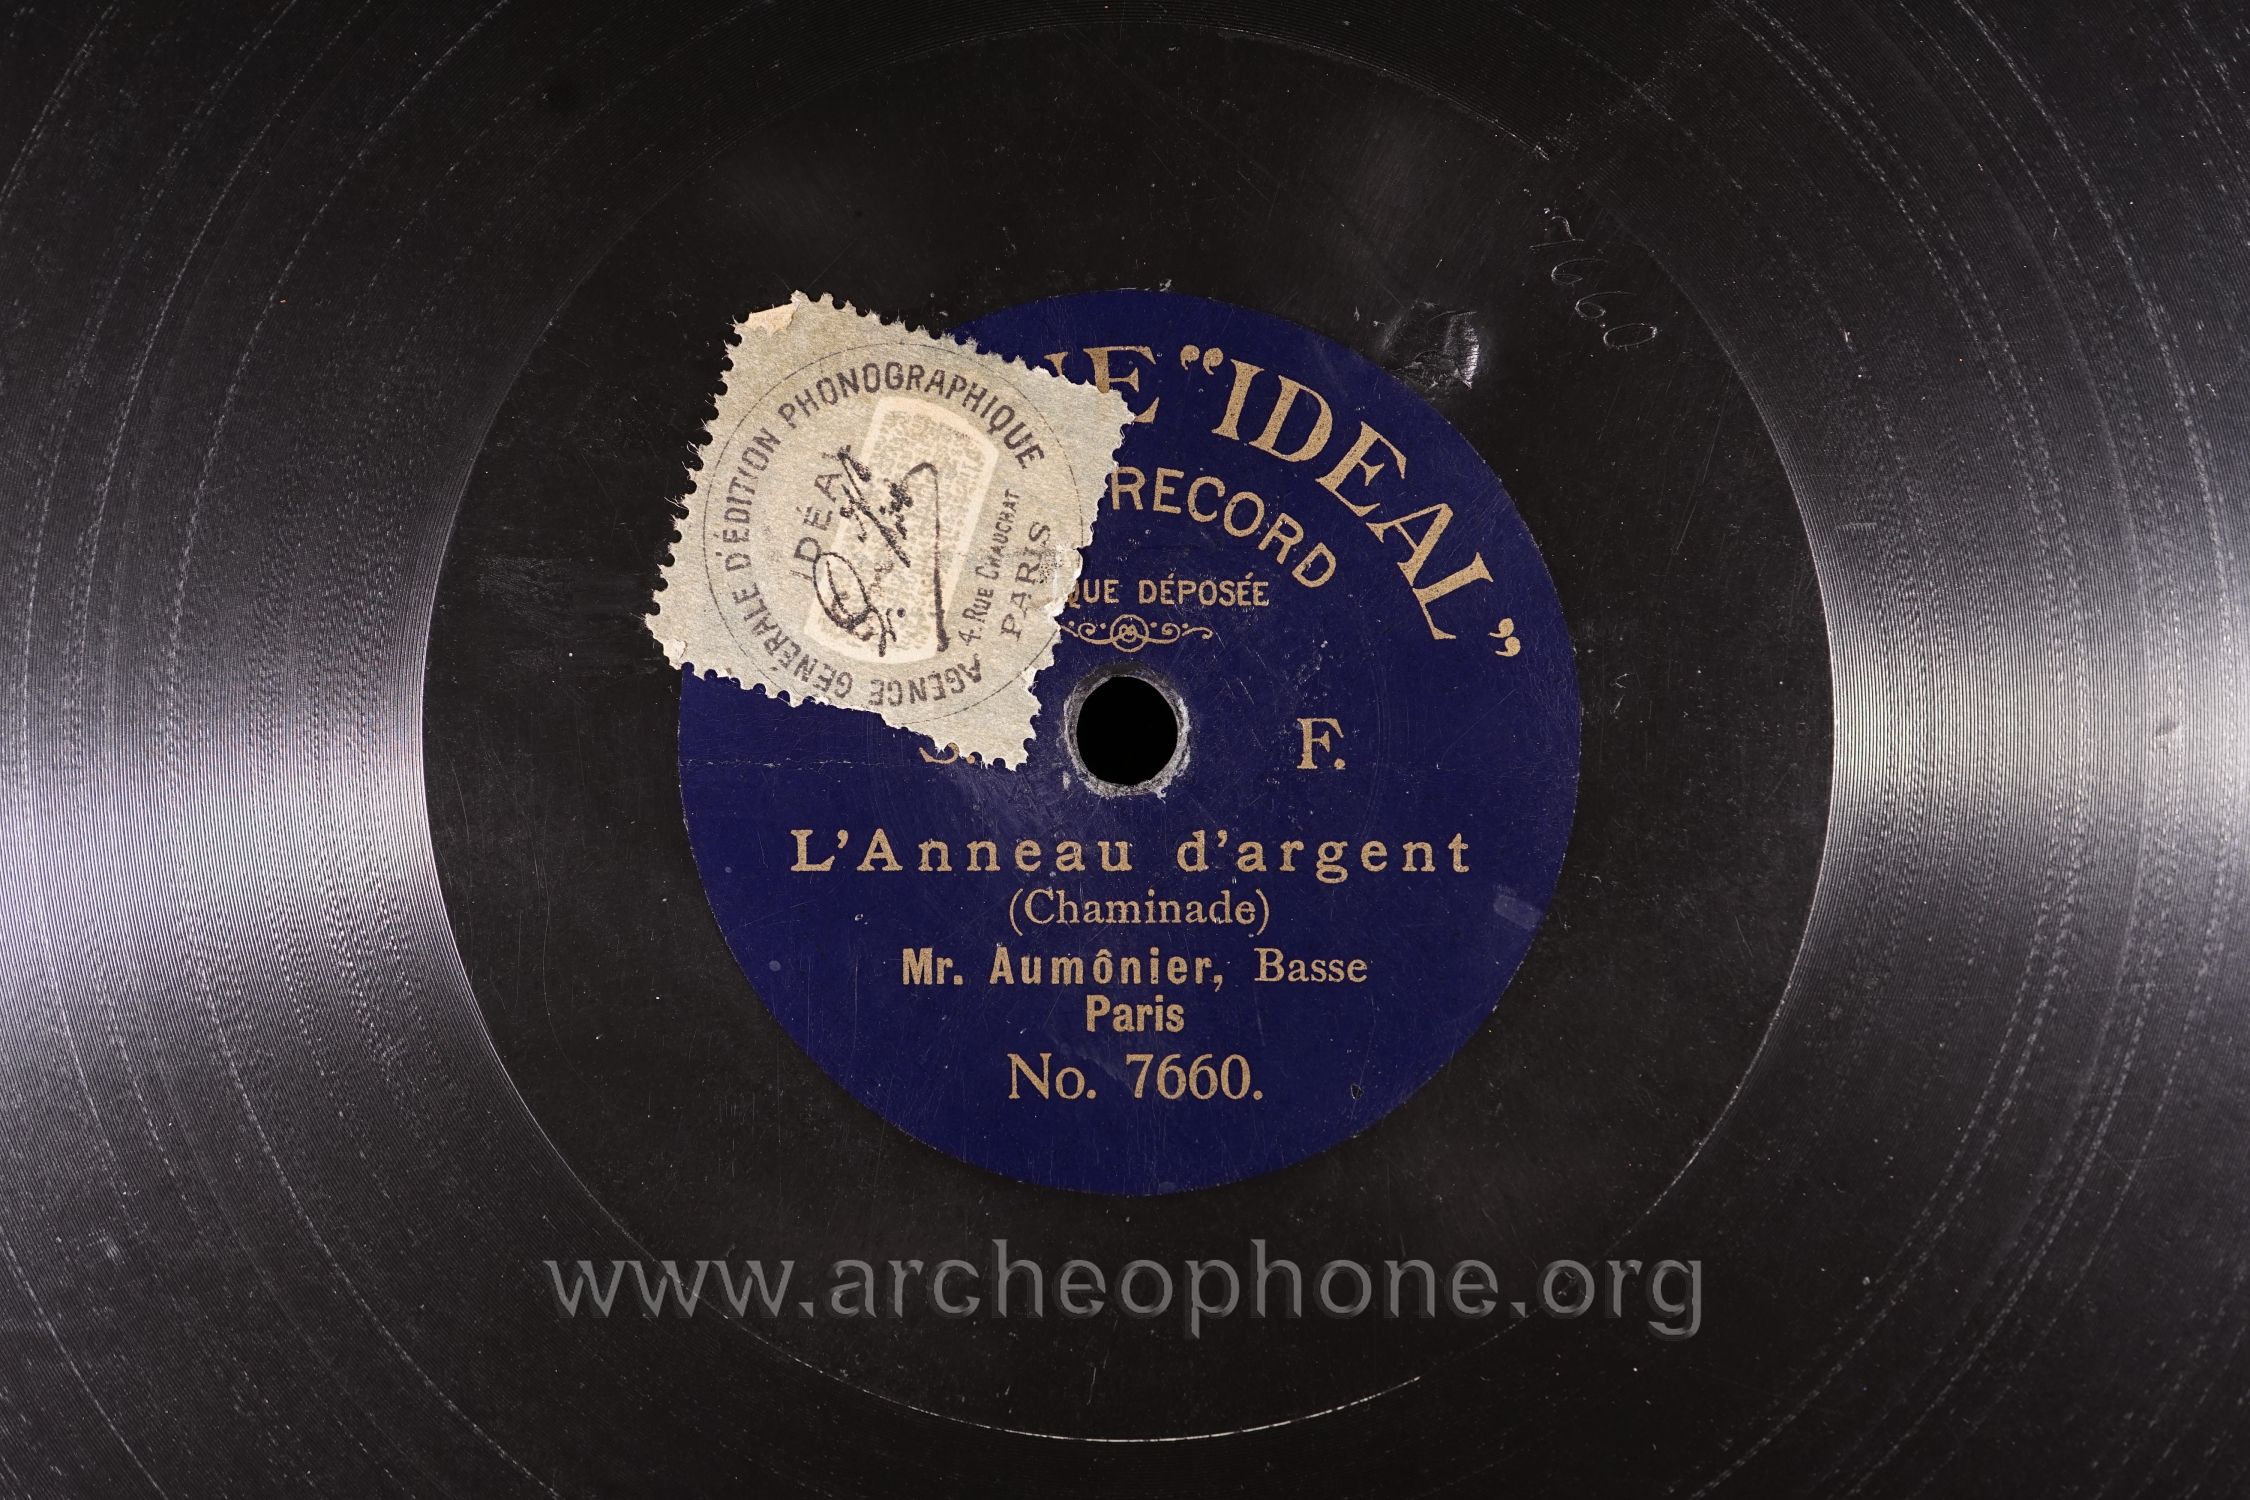 "IDEAL"
RECORD
DÉPOSÉE
F.
L'Anneau d'argent
(Chaminade)
Mr. Aumônier, Basse
Paris
No. 7660.
AGENCE GÉNÉRALE D'ÉDITION PHONOGRAPHIQUE
IDÉAL
4. RUE CHAUCHAT
PARIS
7660
www.archeophone.org